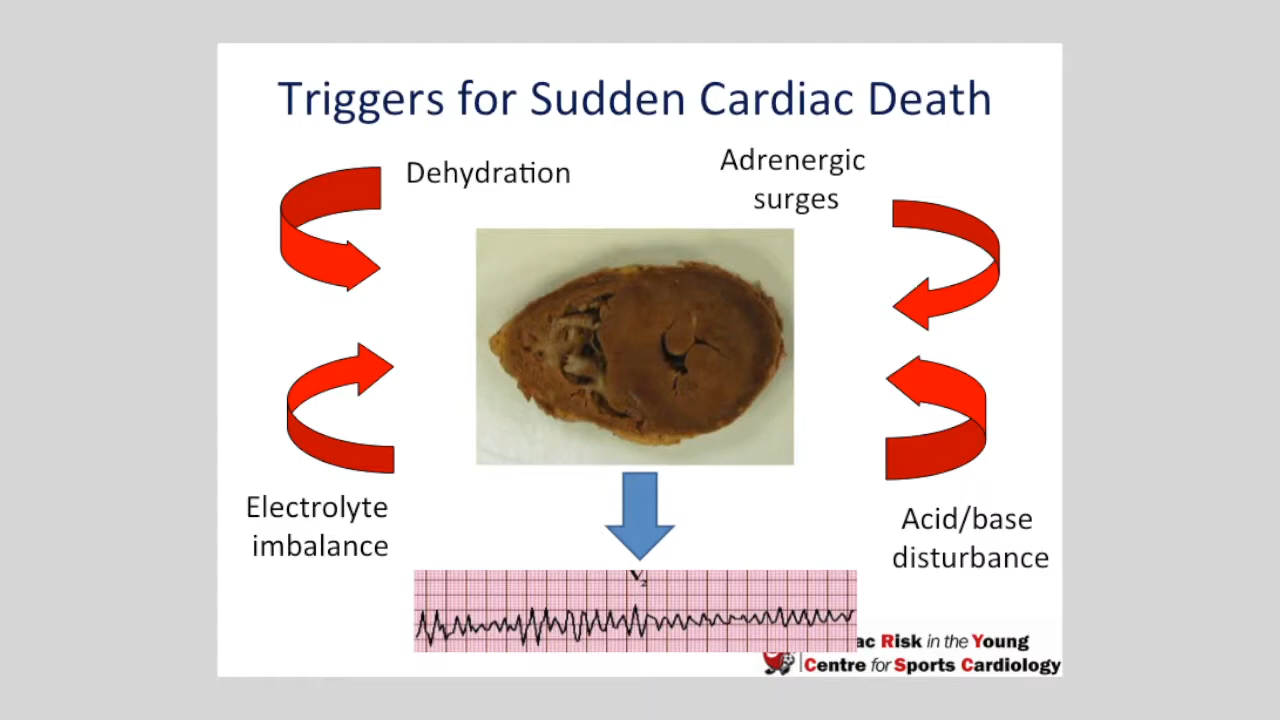 Triggers for Sudden Cardiac Death
Dehydration
Adrenergic
surges
Electrolyte
imbalance
Acid/base
disturbance
V2
ac Risk in the Young
Centre for Sports Cardiology